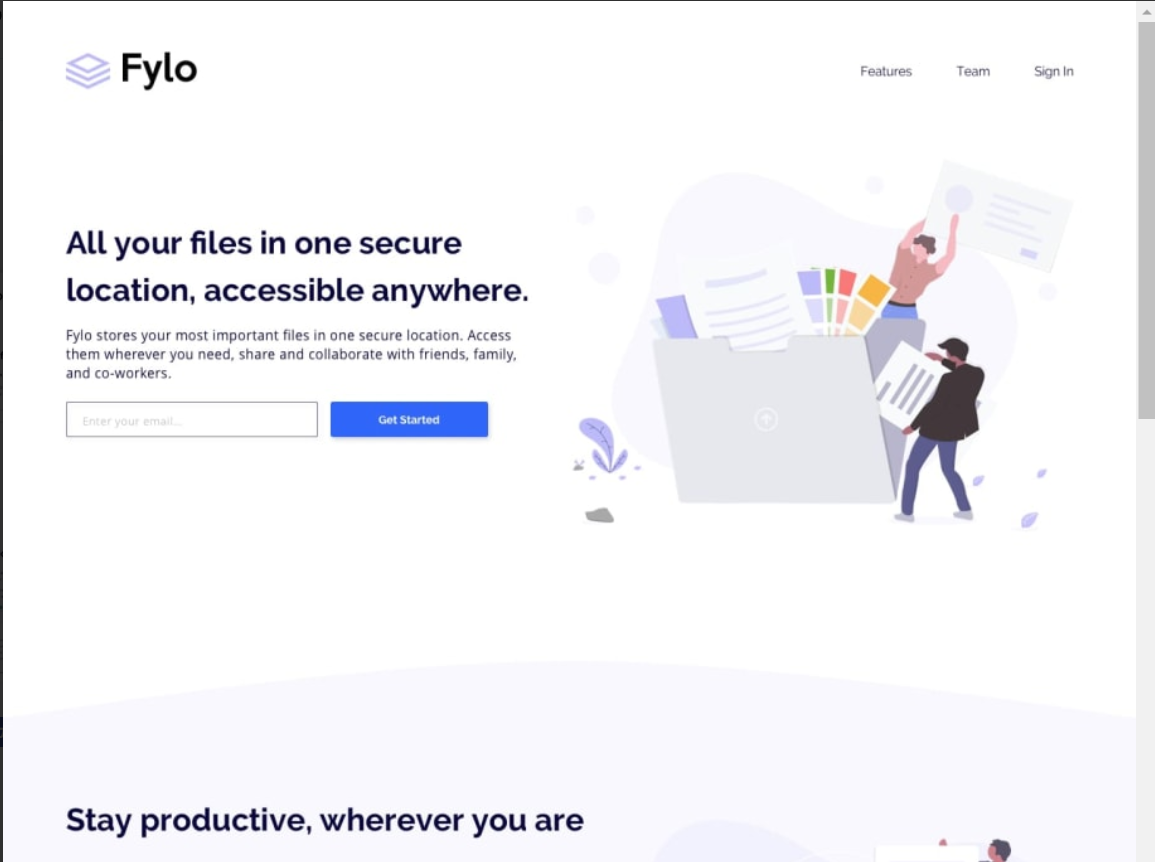 Fylo
Features
Team
Sign In
All your files in one secure
location, accessible anywhere.
Fylo stores your most important files in one secure location. Access
them wherever you need, share and collaborate with friends, family,
and co-workers.
Enter your email...
Get Started
Stay productive, wherever you are